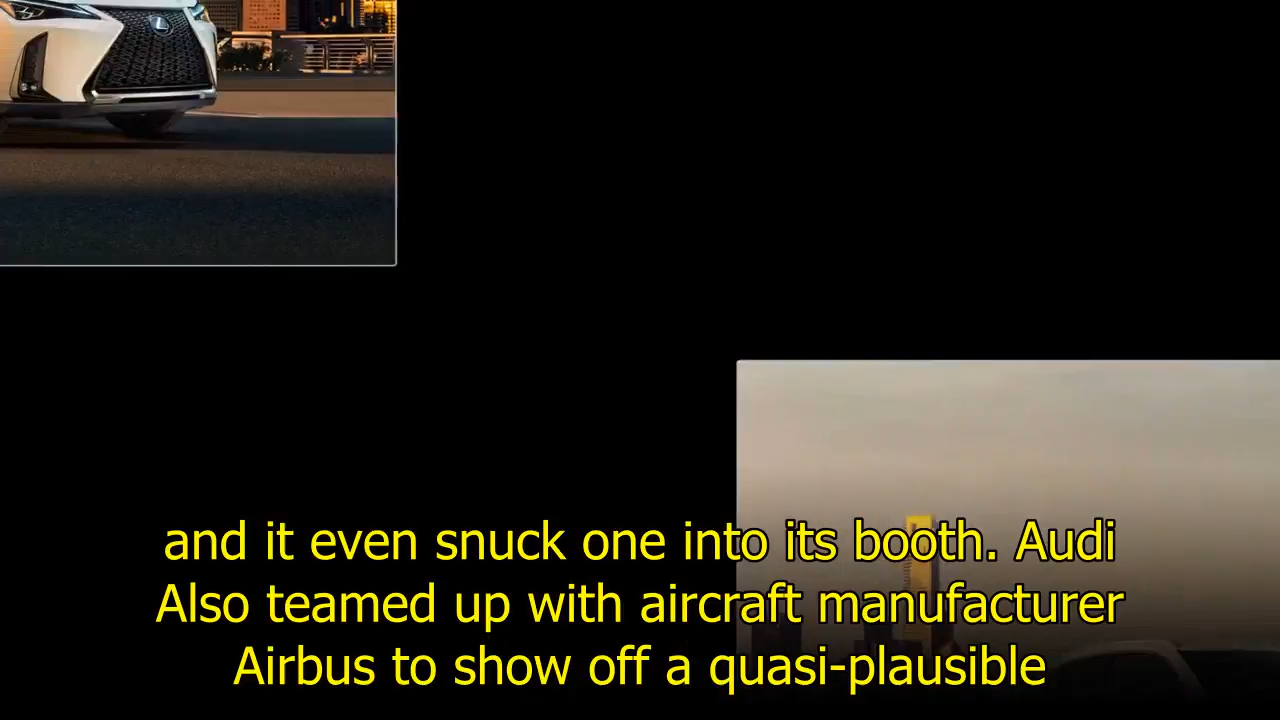 and it even snuck one into its booth. Audi
Also teamed up with aircraft manufacturer
Airbus to show off a quasi-plausible